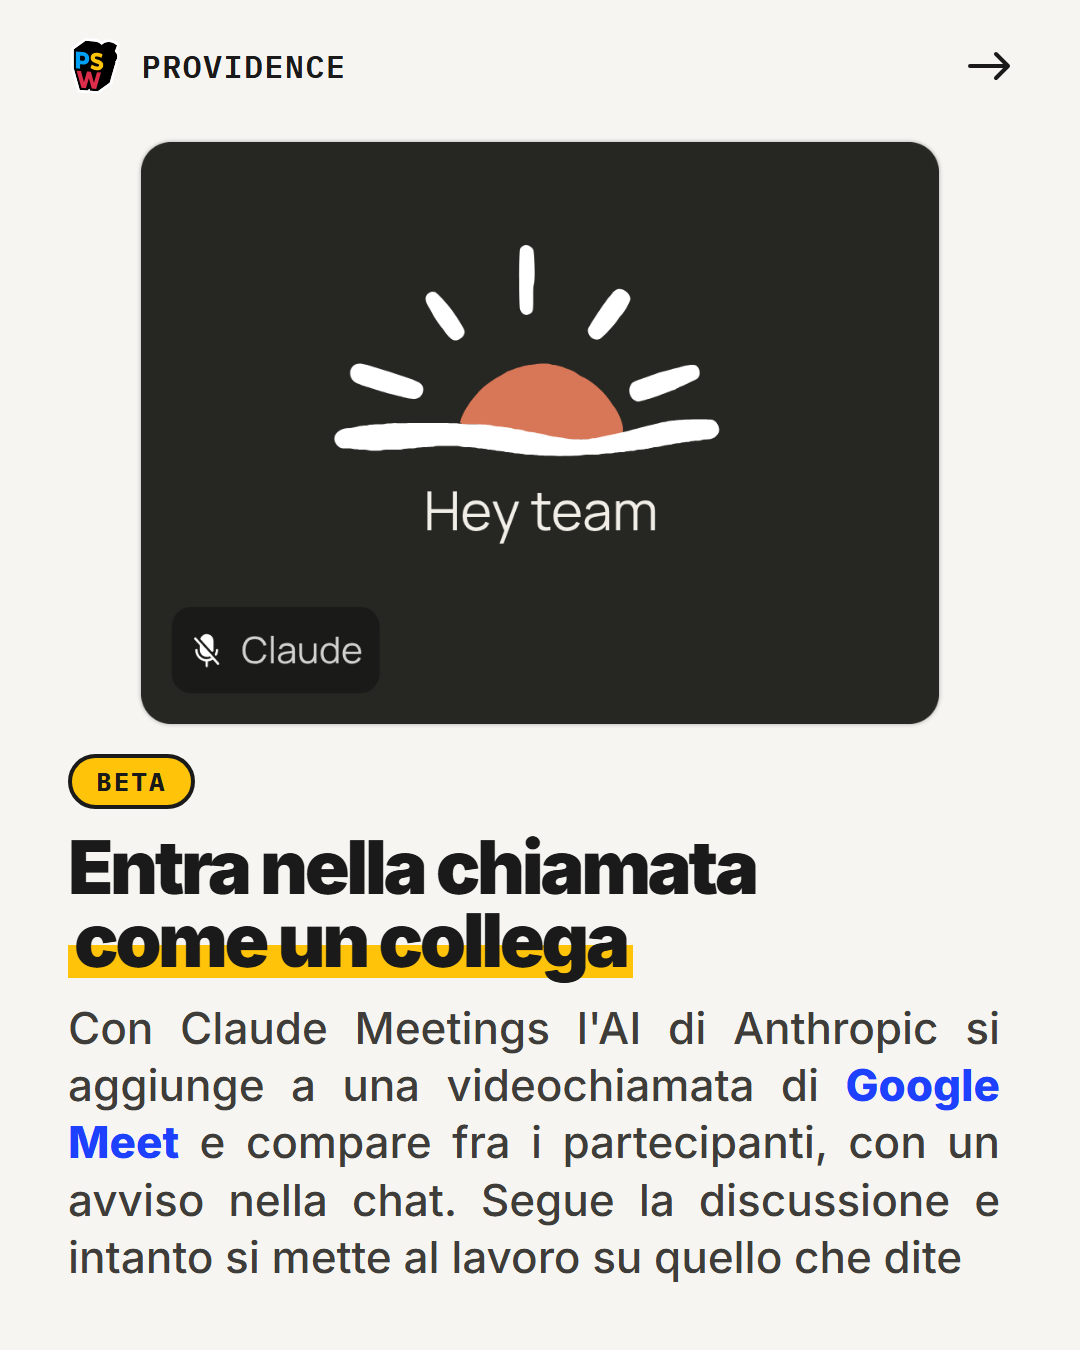 PSW
PROVIDENCE
Hey team
Claude
BETA
Entra nella chiamata
come un collega
Con Claude Meetings l'AI di Anthropic si
aggiunge a una videochiamata di Google
Meet e compare fra i partecipanti, con un
avviso nella chat. Segue la discussione e
intanto si mette al lavoro su quello che dite